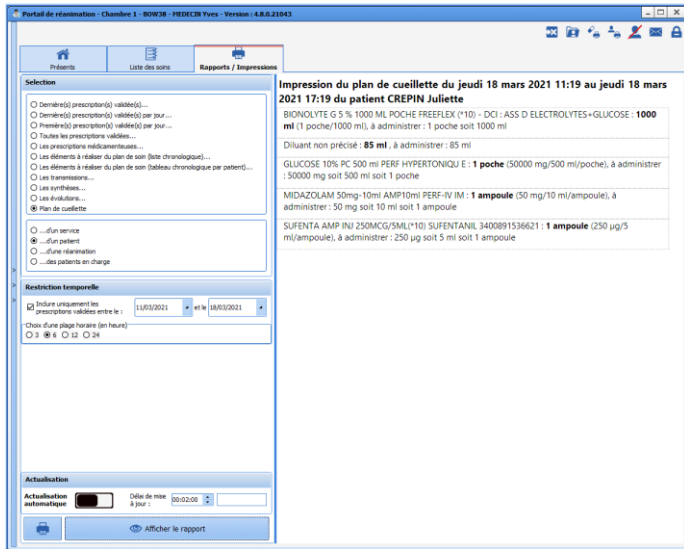 Portail de réanimation - Chambre 1 - BOW38 - MEDECIN Yves - Version : 4.8.0.21043
Présents
Liste des soins
Rapports / Impressions
Selection
Dernière(s) prescription(s) validée(s)...
Dernière(s) prescription(s) validée(s) par jour...
Première(s) prescription(s) validée(s) par jour...
Toutes les prescriptions validées...
Les prescriptions médicamenteuses...
Les éléments à réaliser du plan de soin (liste chronologique)...
Les éléments à réaliser du plan de soin (tableau chronologique par patient)...
Les transmissions...
Les synthèses...
Les évolutions...
Plan de cueillette
...d'un service
...d'un patient
...d'une réanimation
...des patients en charge
Restriction temporelle
Indure uniquement les
prescriptions validées entre le :
11/03/2021
et le
18/03/2021
Choix d'une plage horaire (en heure)
3 6 12 24
Actualisation
Actualisation
automatique
Délai de mise
à jour :
00:02:00
Afficher le rapport
Impression du plan de cueillette du jeudi 18 mars 2021 11:19 au jeudi 18 mars
2021 17:19 du patient CREPIN Juliette
BIONOLYTE G 5 % 1000 ML POCHE FREEFLEX (*10) - DCI : ASS D ELECTROLYTES+GLUCOSE : 1000
ml (1 poche/1000 ml), à administrer : 1 poche soit 1000 ml
Diluant non précisé : 85 ml , à administrer : 85 ml
GLUCOSE 10% PC 500 ml PERF HYPERTONIQU E : 1 poche (50000 mg/500 ml/poche), à administrer
: 50000 mg soit 500 ml soit 1 poche
MIDAZOLAM 50mg-10ml AMP10ml PERF-IV IM : 1 ampoule (50 mg/10 ml/ampoule), à
administrer : 50 mg soit 10 ml soit 1 ampoule
SUFENTA AMP INJ 250MCG/5ML(*10) SUFENTANIL 3400891536621 : 1 ampoule (250 µg/5
ml/ampoule), à administrer : 250 µg soit 5 ml soit 1 ampoule